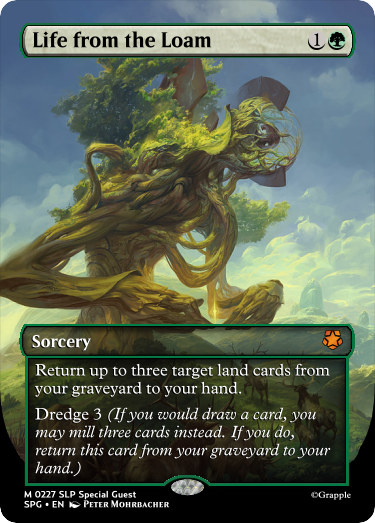 Life from the Loam 1
Sorcery
Return up to three target land cards from
your graveyard to your hand.
Dredge 3 (If you would draw a card, you
may mill three cards instead. If you do,
return this card from your graveyard to your
hand.)
M 0227 SLP Special Guest
SPG • EN Peter Mohrbacher
©Grapple